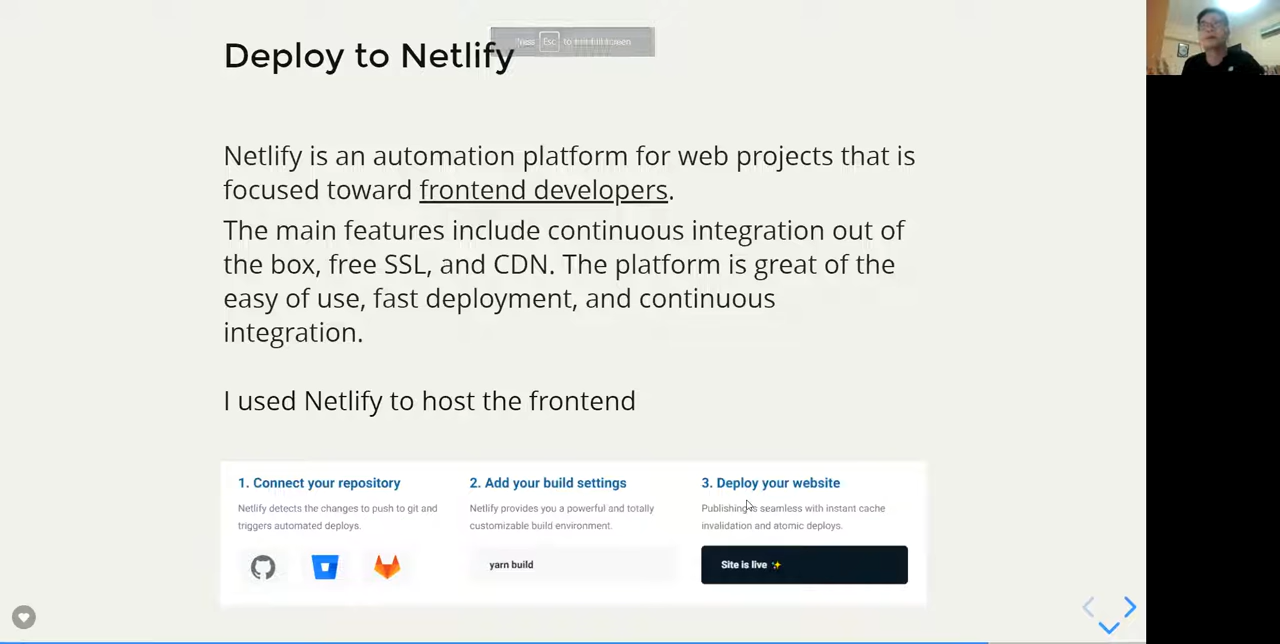 Deploy to Netlify
Esc
Netlify is an automation platform for web projects that is
focused toward frontend developers.
The main features include continuous integration out of
the box, free SSL, and CDN. The platform is great of the
easy of use, fast deployment, and continuous
integration.
I used Netlify to host the frontend
1. Connect your repository
Netlify detects the changes to push to git and
triggers automated deploys.
2. Add your build settings
Netlify provides you a powerful and totally
customizable build environment.
yarn build
3. Deploy your website
Publishing is seamless with instant cache
invalidation and atomic deploys.
Site is live ✨